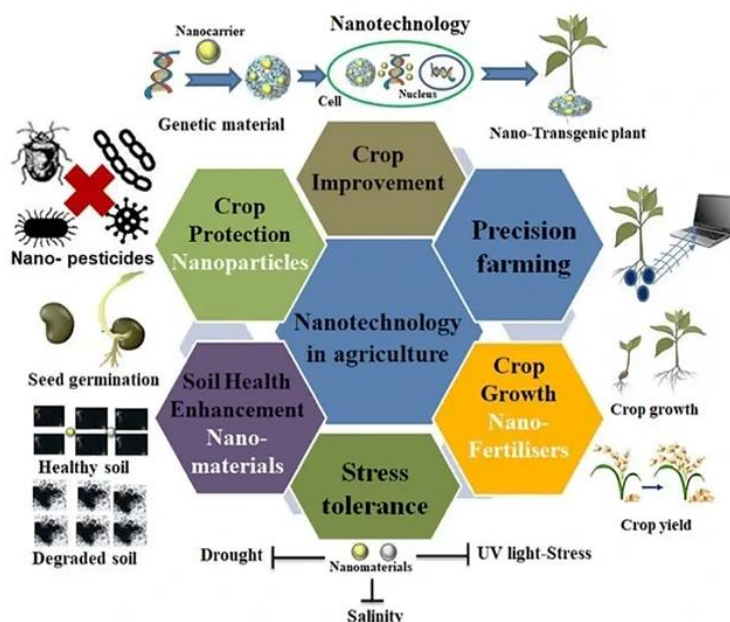 Nanotechnology
Nanocarrier
Cell
Nucleus
Genetic material
Nano-Transgenic plant
Crop
Improvement
Crop
Protection
Nanoparticles
Precision
farming
Nano- pesticides
Nanotechnology
in agriculture
Seed germination
Soil Health
Enhancement
Nano-
materials
Crop
Growth
Nano-
Fertilisers
Crop growth
Healthy soil
Stress
tolerance
Crop yield
Degraded soil
Drought
Nanomaterials
UV light-Stress
Salinity